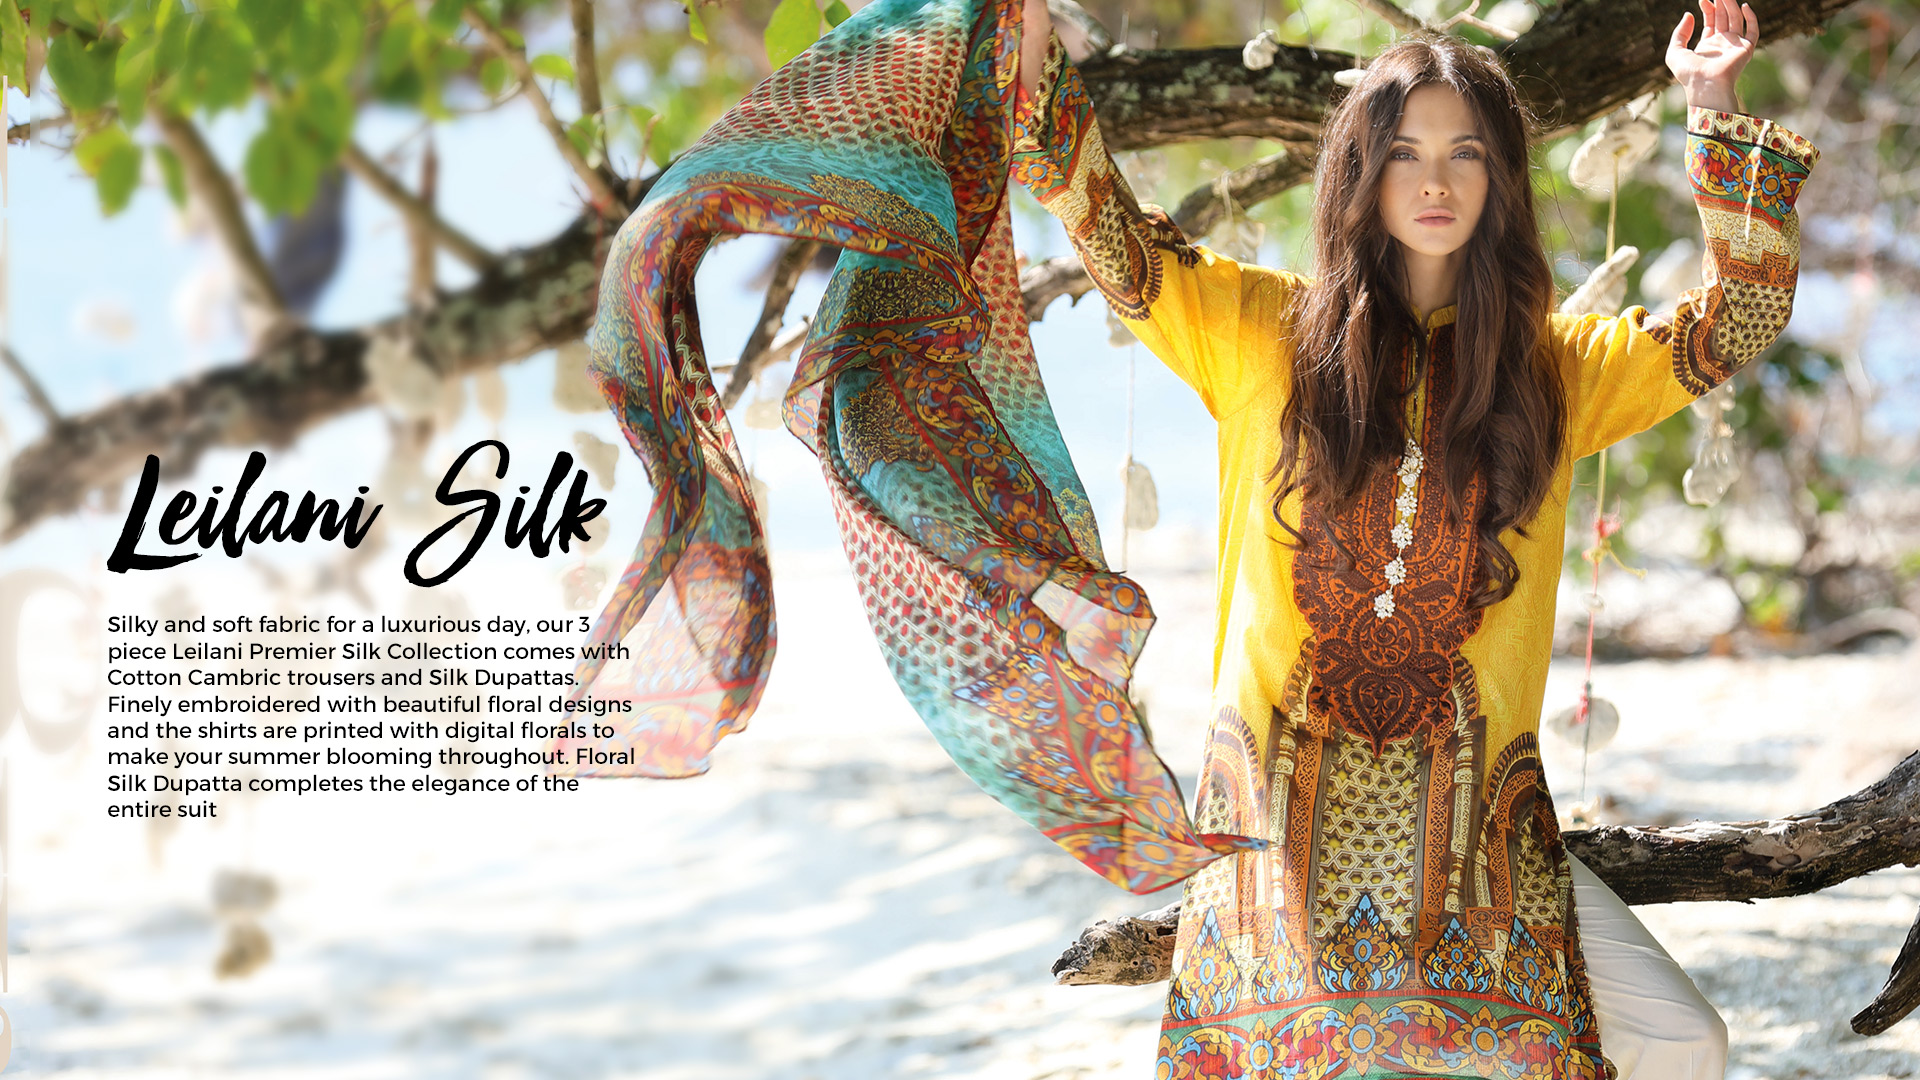 Leilani Silk
Silky and soft fabric for a luxurious day, our 3
piece Leilani Premier Silk Collection comes with
Cotton Cambric trousers and Silk Dupattas.
Finely embroidered with beautiful floral designs
and the shirts are printed with digital florals to
make your summer blooming throughout. Floral
Silk Dupatta completes the elegance of the
entire suit